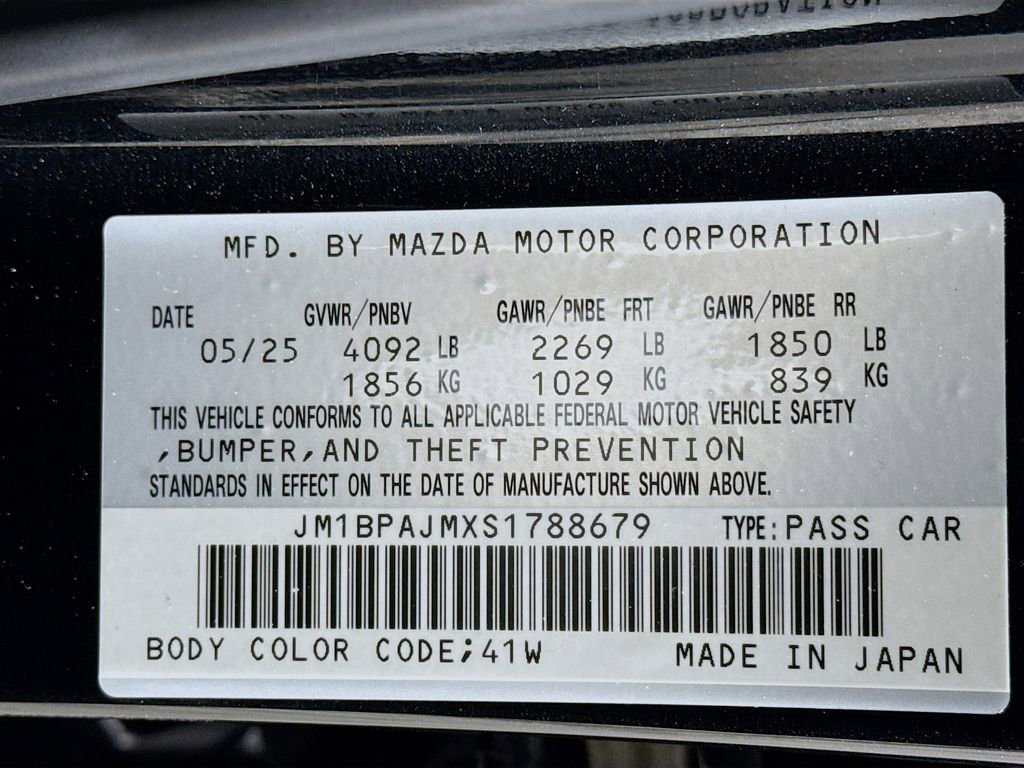 MFD. BY MAZDA MOTOR CORPORATION
DATE GVWR/PNBV GAWR/PNBE FRT GAWR/PNBE RR
05/25 4092 LB 2269 LB 1850 LB
1856 KG 1029 KG 839 KG
THIS VEHICLE CONFORMS TO ALL APPLICABLE FEDERAL MOTOR VEHICLE SAFETY
,BUMPER,AND THEFT PREVENTION
STANDARDS IN EFFECT ON THE DATE OF MANUFACTURE SHOWN ABOVE.
JM1BPAJMXS1788679 TYPE:PASS CAR
BODY COLOR CODE;41W MADE IN JAPAN